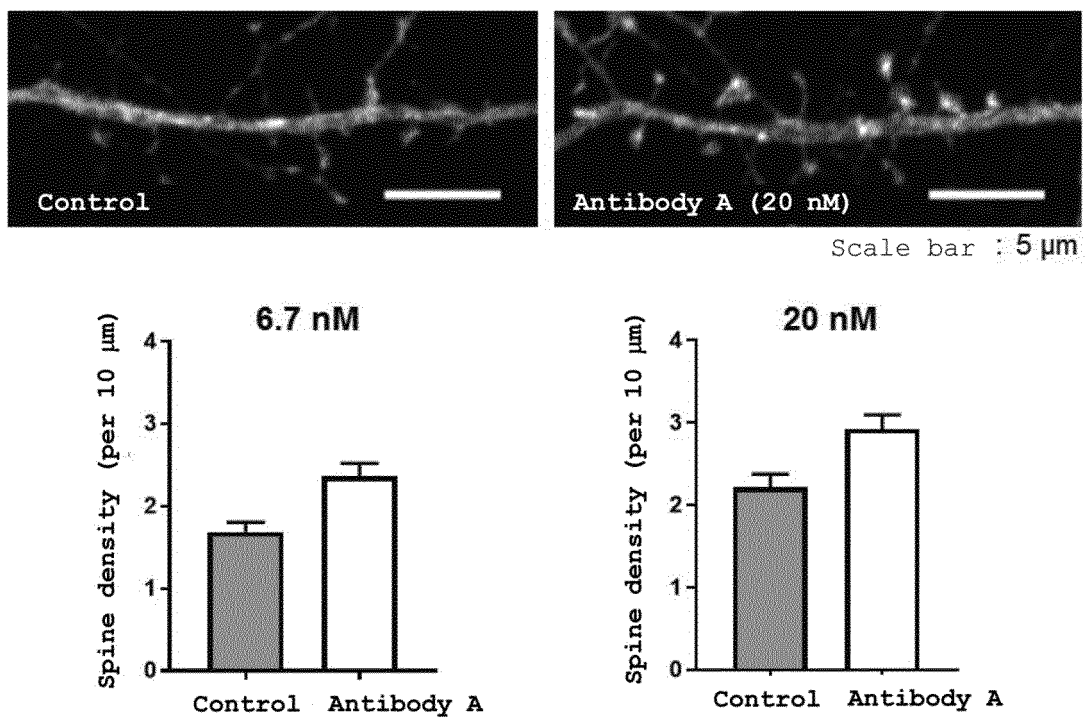 Control
Antibody A (20 nM)
Scale bar : 5 µm
6.7 nM
Spine density (per 10 µm)
4
3
2
1
0
Control Antibody A
20 nM
Spine density (per 10 µm)
4
3
2
1
0
Control Antibody A